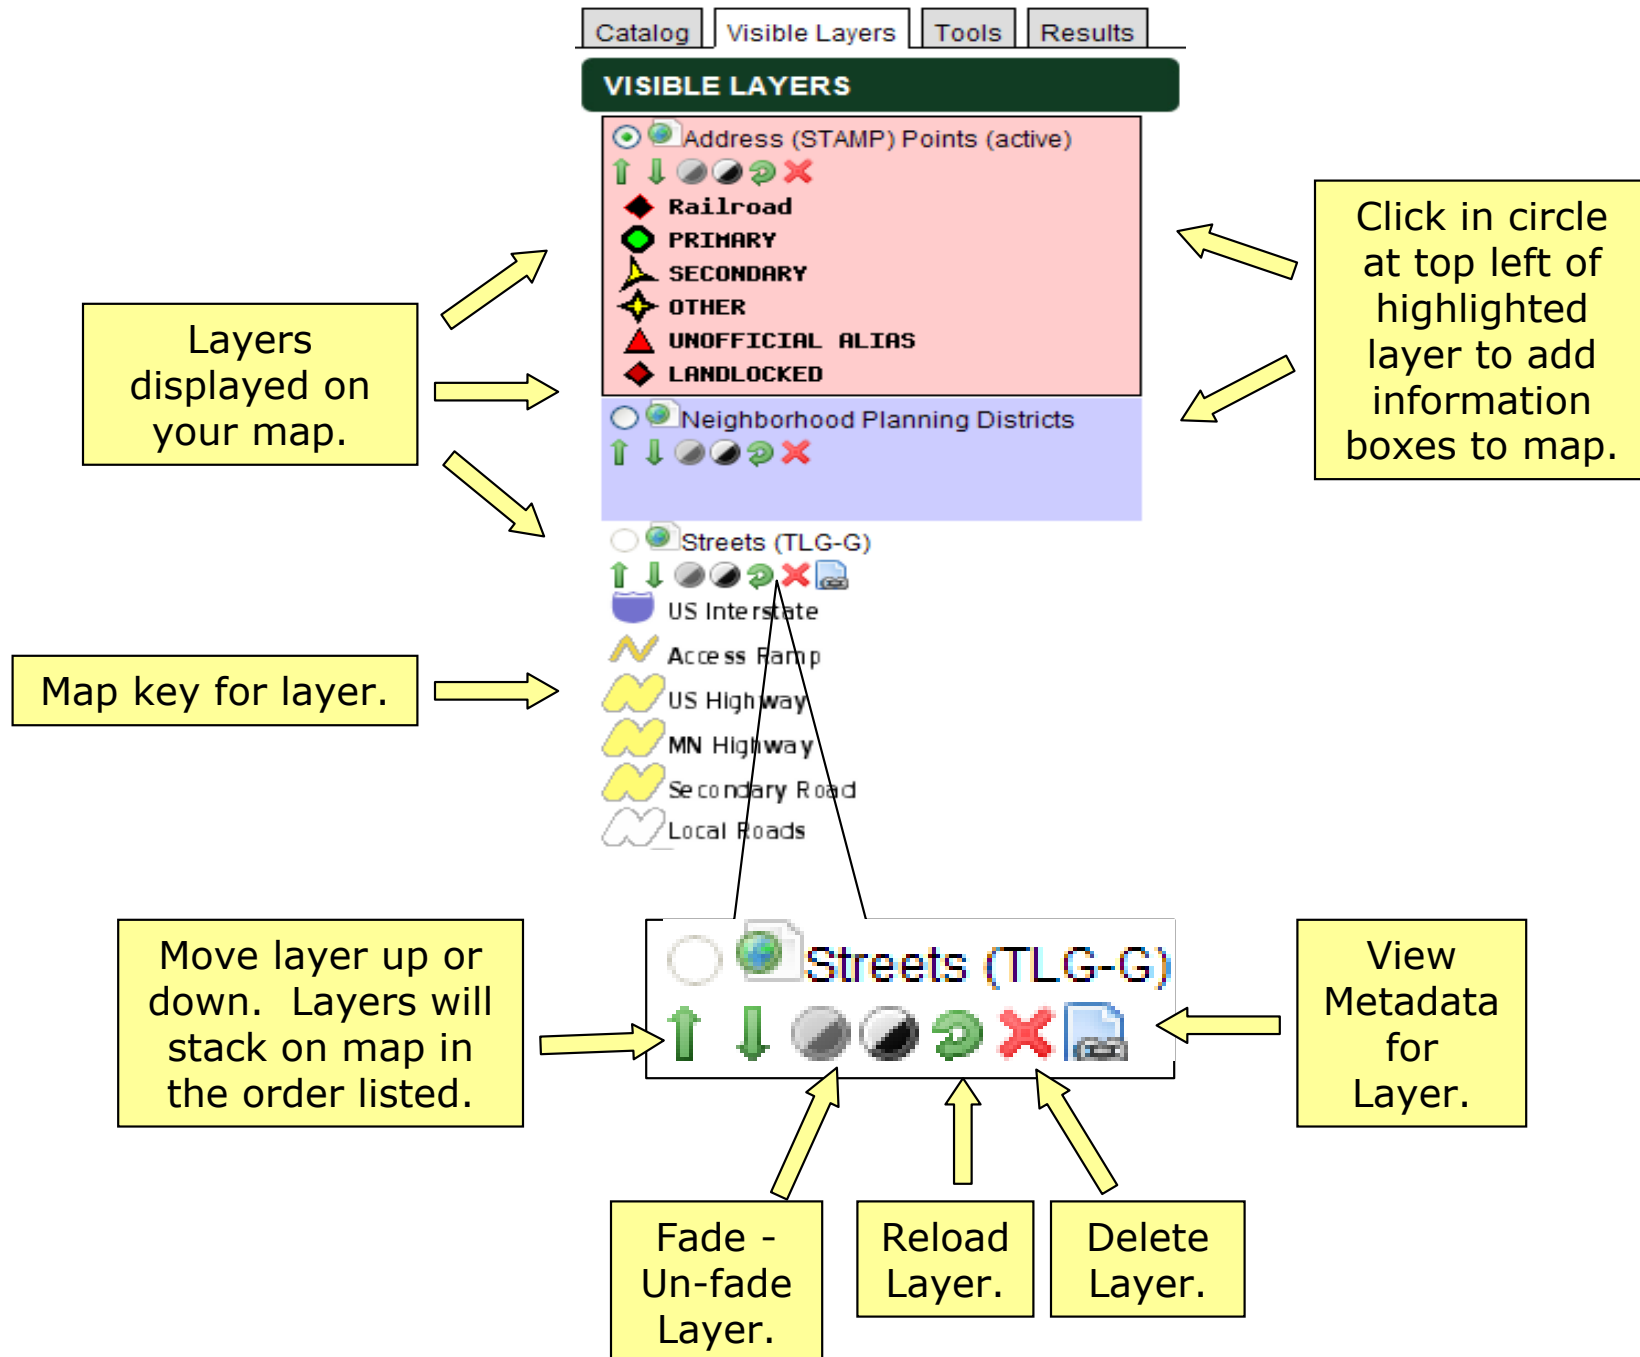 Catalog
Visible Layers
Tools
Results
VISIBLE LAYERS
Address (STAMP) Points (active)
Railroad
PRIMARY
SECONDARY
OTHER
UNOFFICIAL ALIAS
LANDLOCKED
Neighborhood Planning Districts
Streets (TLG-G)
US Interstate
Access Ramp
US Highway
MN Highway
Secondary Road
Local Roads
Layers
displayed on
your map.
Click in circle
at top left of
highlighted
layer to add
information
boxes to map.
Map key for layer.
Move layer up or
down. Layers will
stack on map in
the order listed.
Streets (TLG-G)
View
Metadata
for
Layer.
Fade -
Un-fade
Layer.
Reload
Layer.
Delete
Layer.